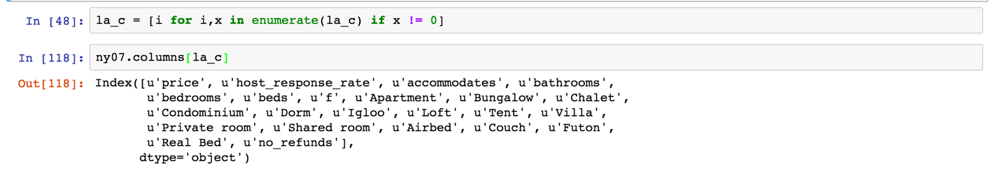 In [48]: la_c = [i for i,x in enumerate(la_c) if x != 0]
In [118]: ny07.columns[la_c]
Out[118]: Index([u'price', u'host_response_rate', u'accommodates', u'bathrooms',
u'bedrooms', u'beds', u'f', u'Apartment', u'Bungalow', u'Chalet',
u'Condominium', u'Dorm', u'Igloo', u'Loft', u'Tent', u'Villa',
u'Private room', u'Shared room', u'Airbed', u'Couch', u'Futon',
u'Real Bed', u'no_refunds'],
dtype='object')